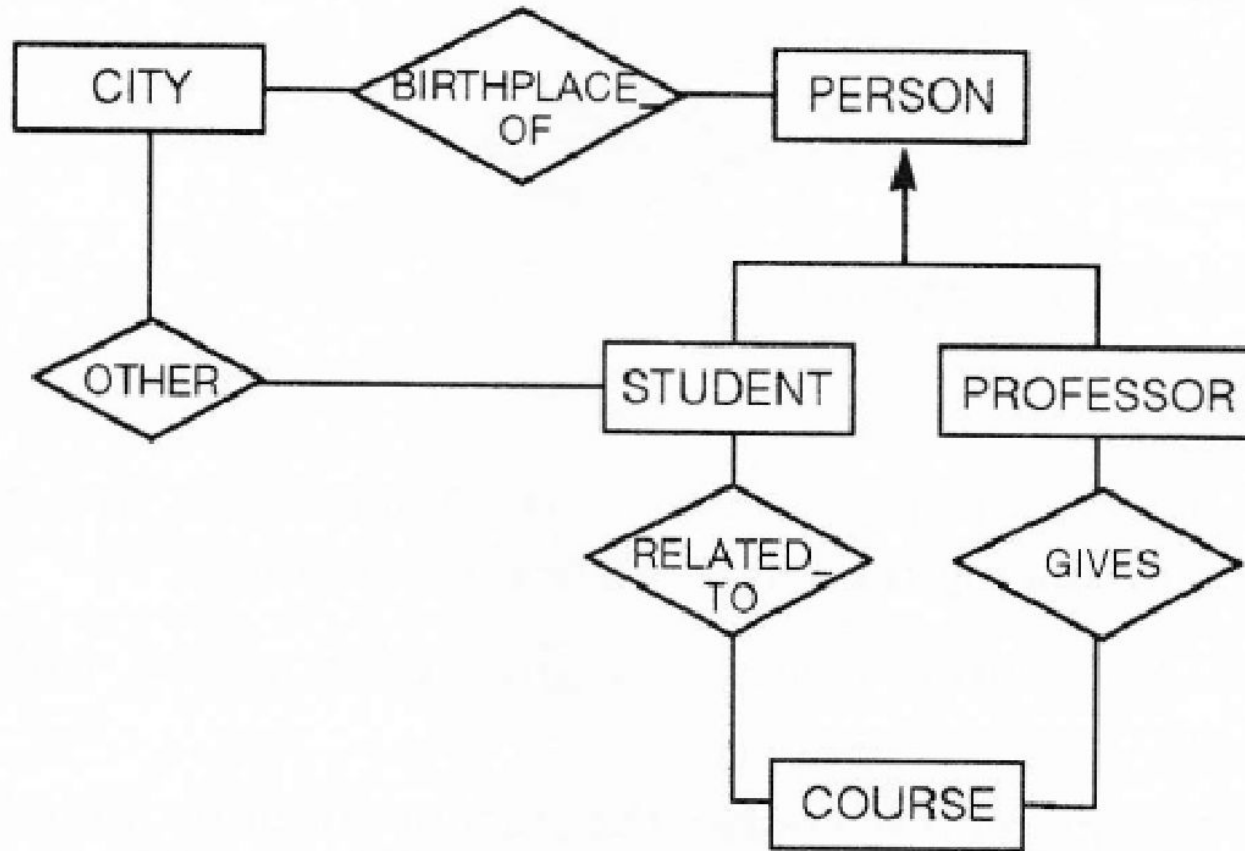 CITY
BIRTHPLACE_
OF
PERSON
OTHER
STUDENT
PROFESSOR
RELATED_
TO
GIVES
COURSE